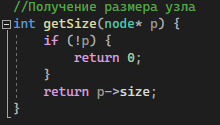 //Получение размера узла
int getSize(node* p) {
    if (!p) {
        return 0;
    }
    return p->size;
}